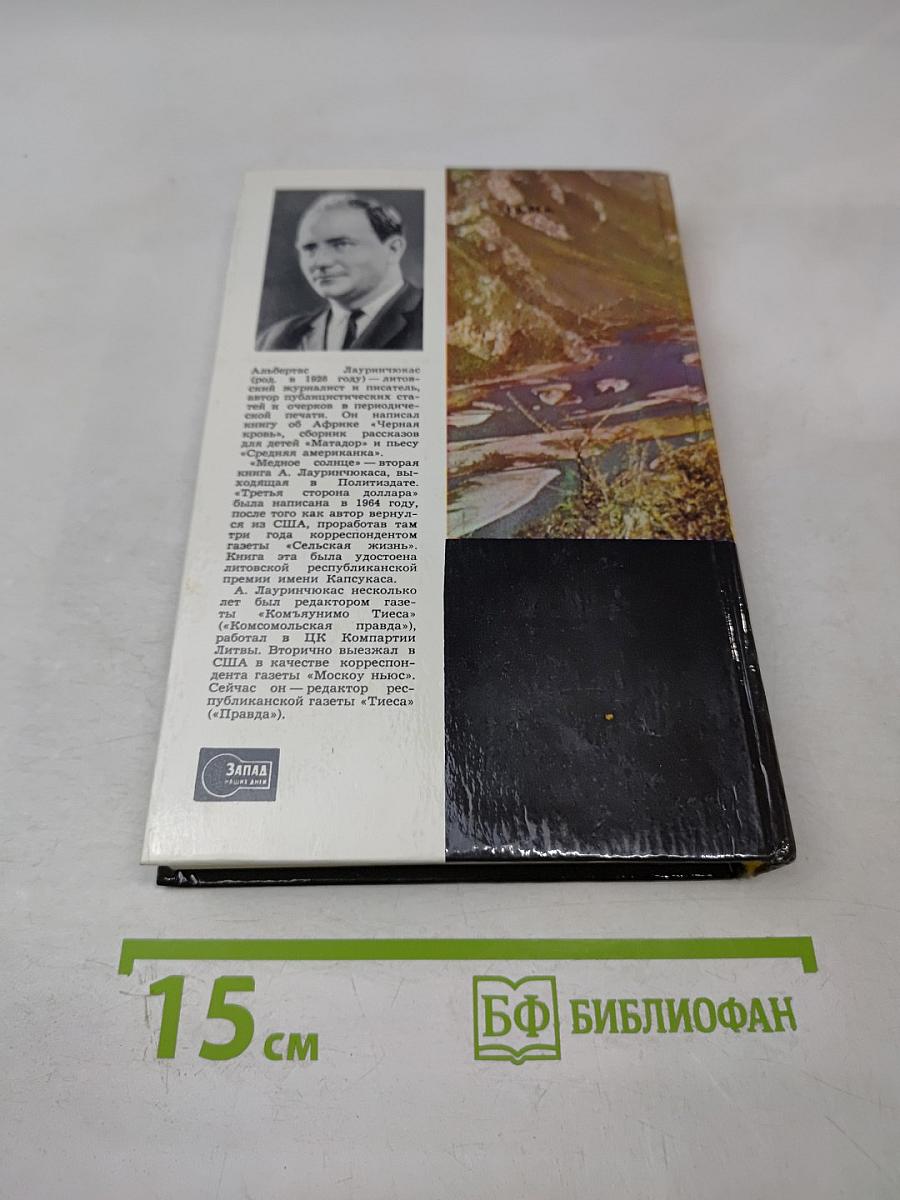 Альбертас Лауринчюкас
(род. в 1928 году) — литов-
ский журналист и писатель,
автор публицистических ста-
тей и очерков в периодиче-
ской печати. Он написал
книгу об Африке «Черная
кровь», сборник рассказов
для детей «Матадор» и пьесу
«Средняя американка».
«Медное солнце» — вторая
книга А. Лауринчюкаса, вы-
ходящая в Политиздате.
«Третья сторона доллара»
была написана в 1964 году,
после того как автор вернул-
ся из США, проработав там
три года корреспондентом
газеты «Сельская жизнь».
Книга эта была удостоена
литовской республиканской
премии имени Капсукаса.
А. Лауринчюкас несколько
лет был редактором газе-
ты «Комъяунимо Тиеса»
(«Комсомольская правда»),
работал в ЦК Компартии
Литвы. Вторично выезжал в
США в качестве корреспон-
дента газеты «Москоу ньюс».
Сейчас он — редактор рес-
публиканской газеты «Тиеса»
(«Правда»).
ЗАПАД
НАШИХ ДНЕЙ
15 см
БФ БИБЛИОФАН